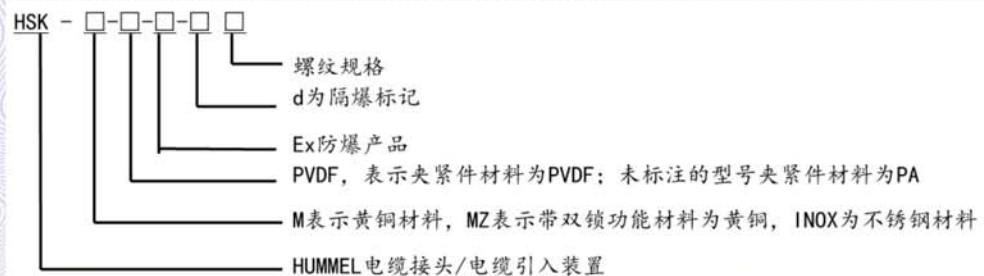 HSK - □-□-□-□ □
螺纹规格
d为隔爆标记
Ex防爆产品
PVDF，表示夹紧件材料为PVDF；未标注的型号夹紧件材料为PA
M表示黄铜材料，MZ表示带双锁功能材料为黄铜，INOX为不锈钢材料
HUMMEL电缆接头/电缆引入装置